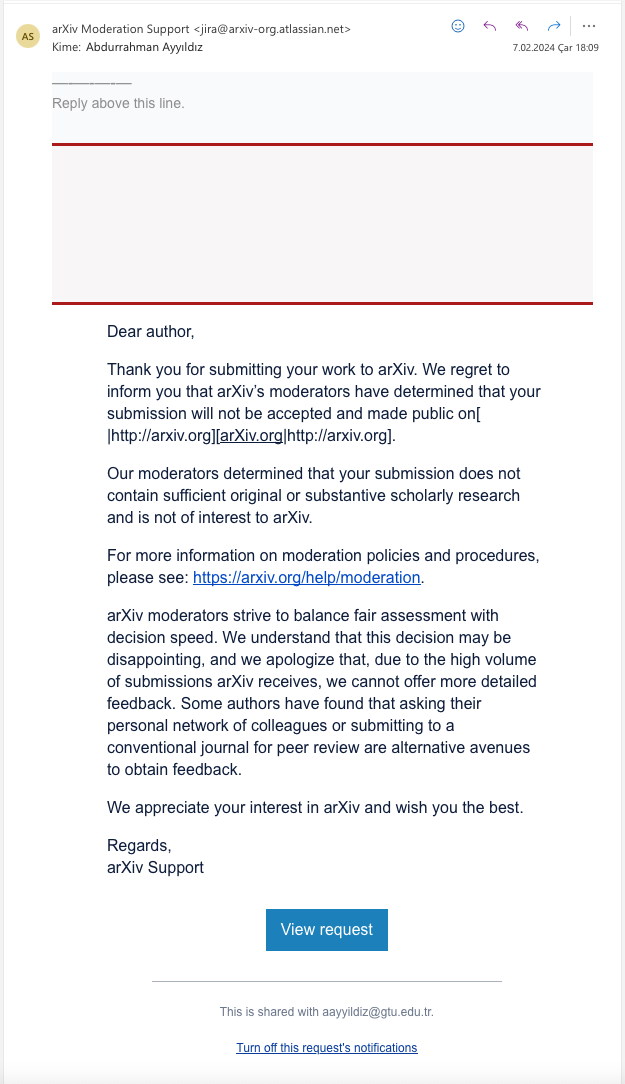 AS
arXiv Moderation Support <jira@arxiv-org.atlassian.net>
Kime: Abdurrahman Ayyıldız
7.02.2024 Çar 18:09
—-—-—-—
Reply above this line.
Dear author,
Thank you for submitting your work to arXiv. We regret to
inform you that arXiv’s moderators have determined that your
submission will not be accepted and made public on[
|http://arxiv.org][arXiv.org|http://arxiv.org].
Our moderators determined that your submission does not
contain sufficient original or substantive scholarly research
and is not of interest to arXiv.
For more information on moderation policies and procedures,
please see: https://arxiv.org/help/moderation.
arXiv moderators strive to balance fair assessment with
decision speed. We understand that this decision may be
disappointing, and we apologize that, due to the high volume
of submissions arXiv receives, we cannot offer more detailed
feedback. Some authors have found that asking their
personal network of colleagues or submitting to a
conventional journal for peer review are alternative avenues
to obtain feedback.
We appreciate your interest in arXiv and wish you the best.
Regards,
arXiv Support
View request
This is shared with aayyildiz@gtu.edu.tr.
Turn off this request's notifications